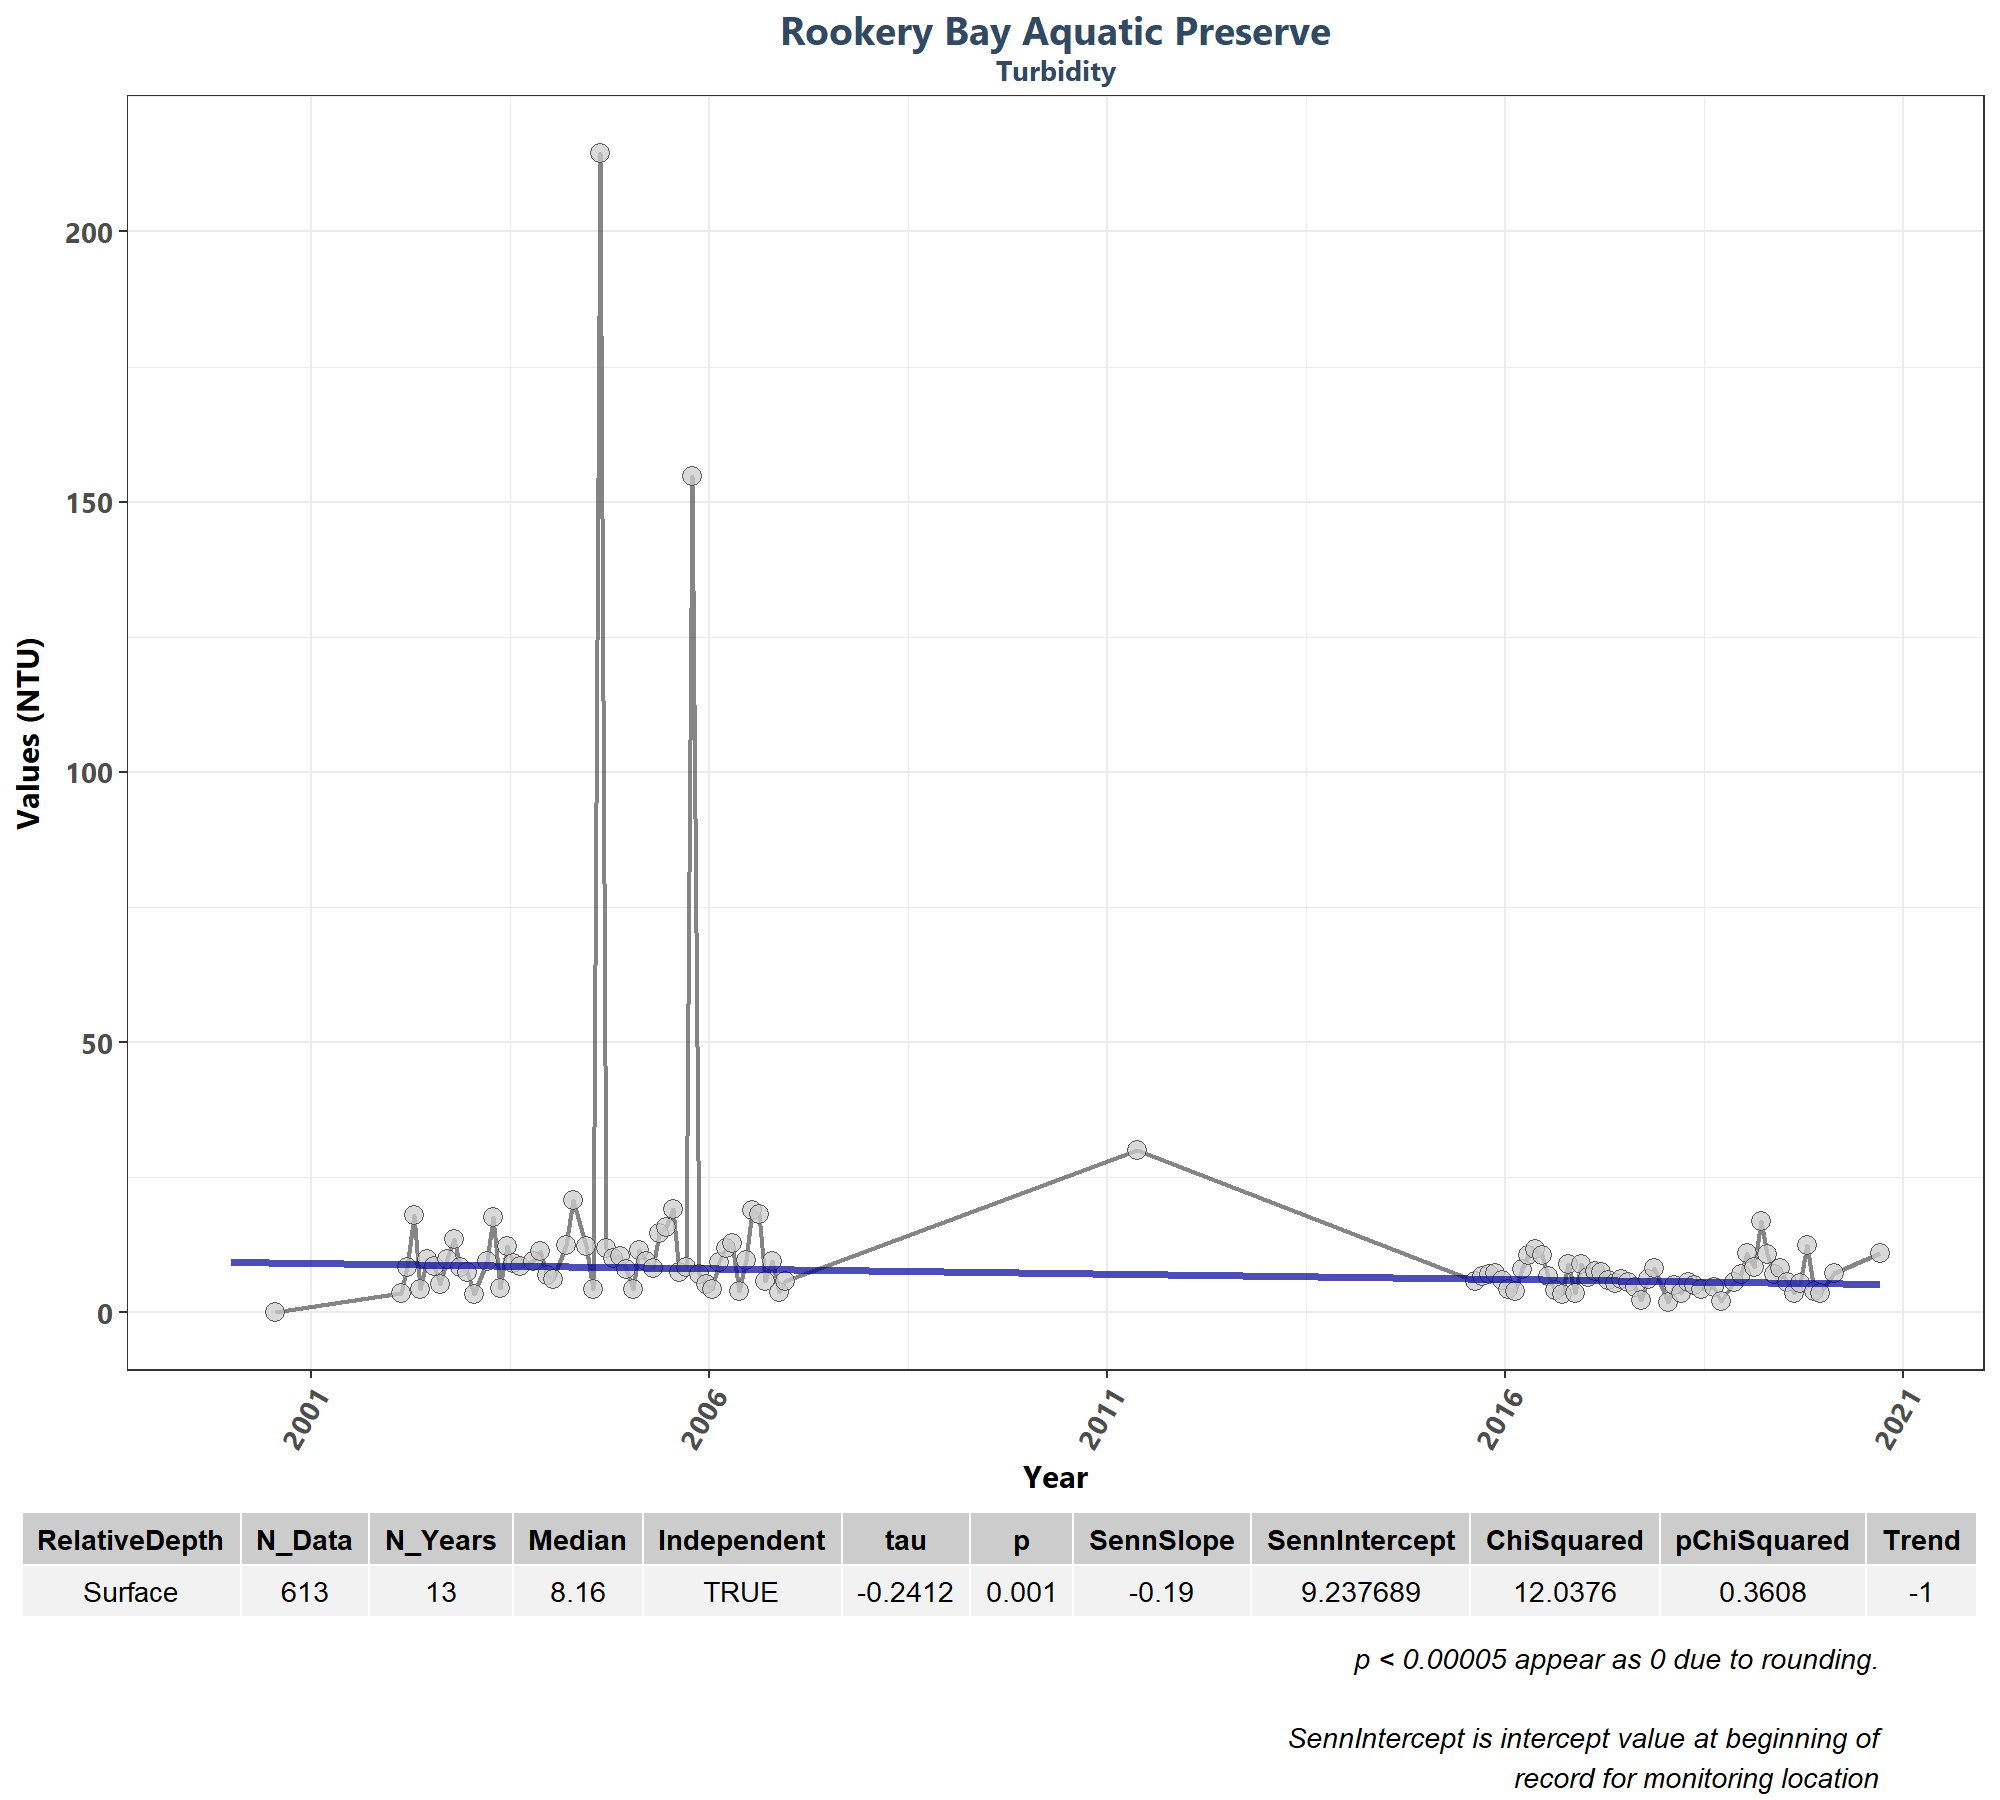 Rookery Bay Aquatic Preserve
Turbidity
Values (NTU)
200
150
100
50
0
2001 2006 2011 2016 2021
Year
RelativeDepth N_Data N_Years Median Independent tau p SennSlope SennIntercept ChiSquared pChiSquared Trend
Surface 613 13 8.16 TRUE -0.2412 0.001 -0.19 9.237689 12.0376 0.3608 -1
p < 0.00005 appear as 0 due to rounding.
SennIntercept is intercept value at beginning of
record for monitoring location